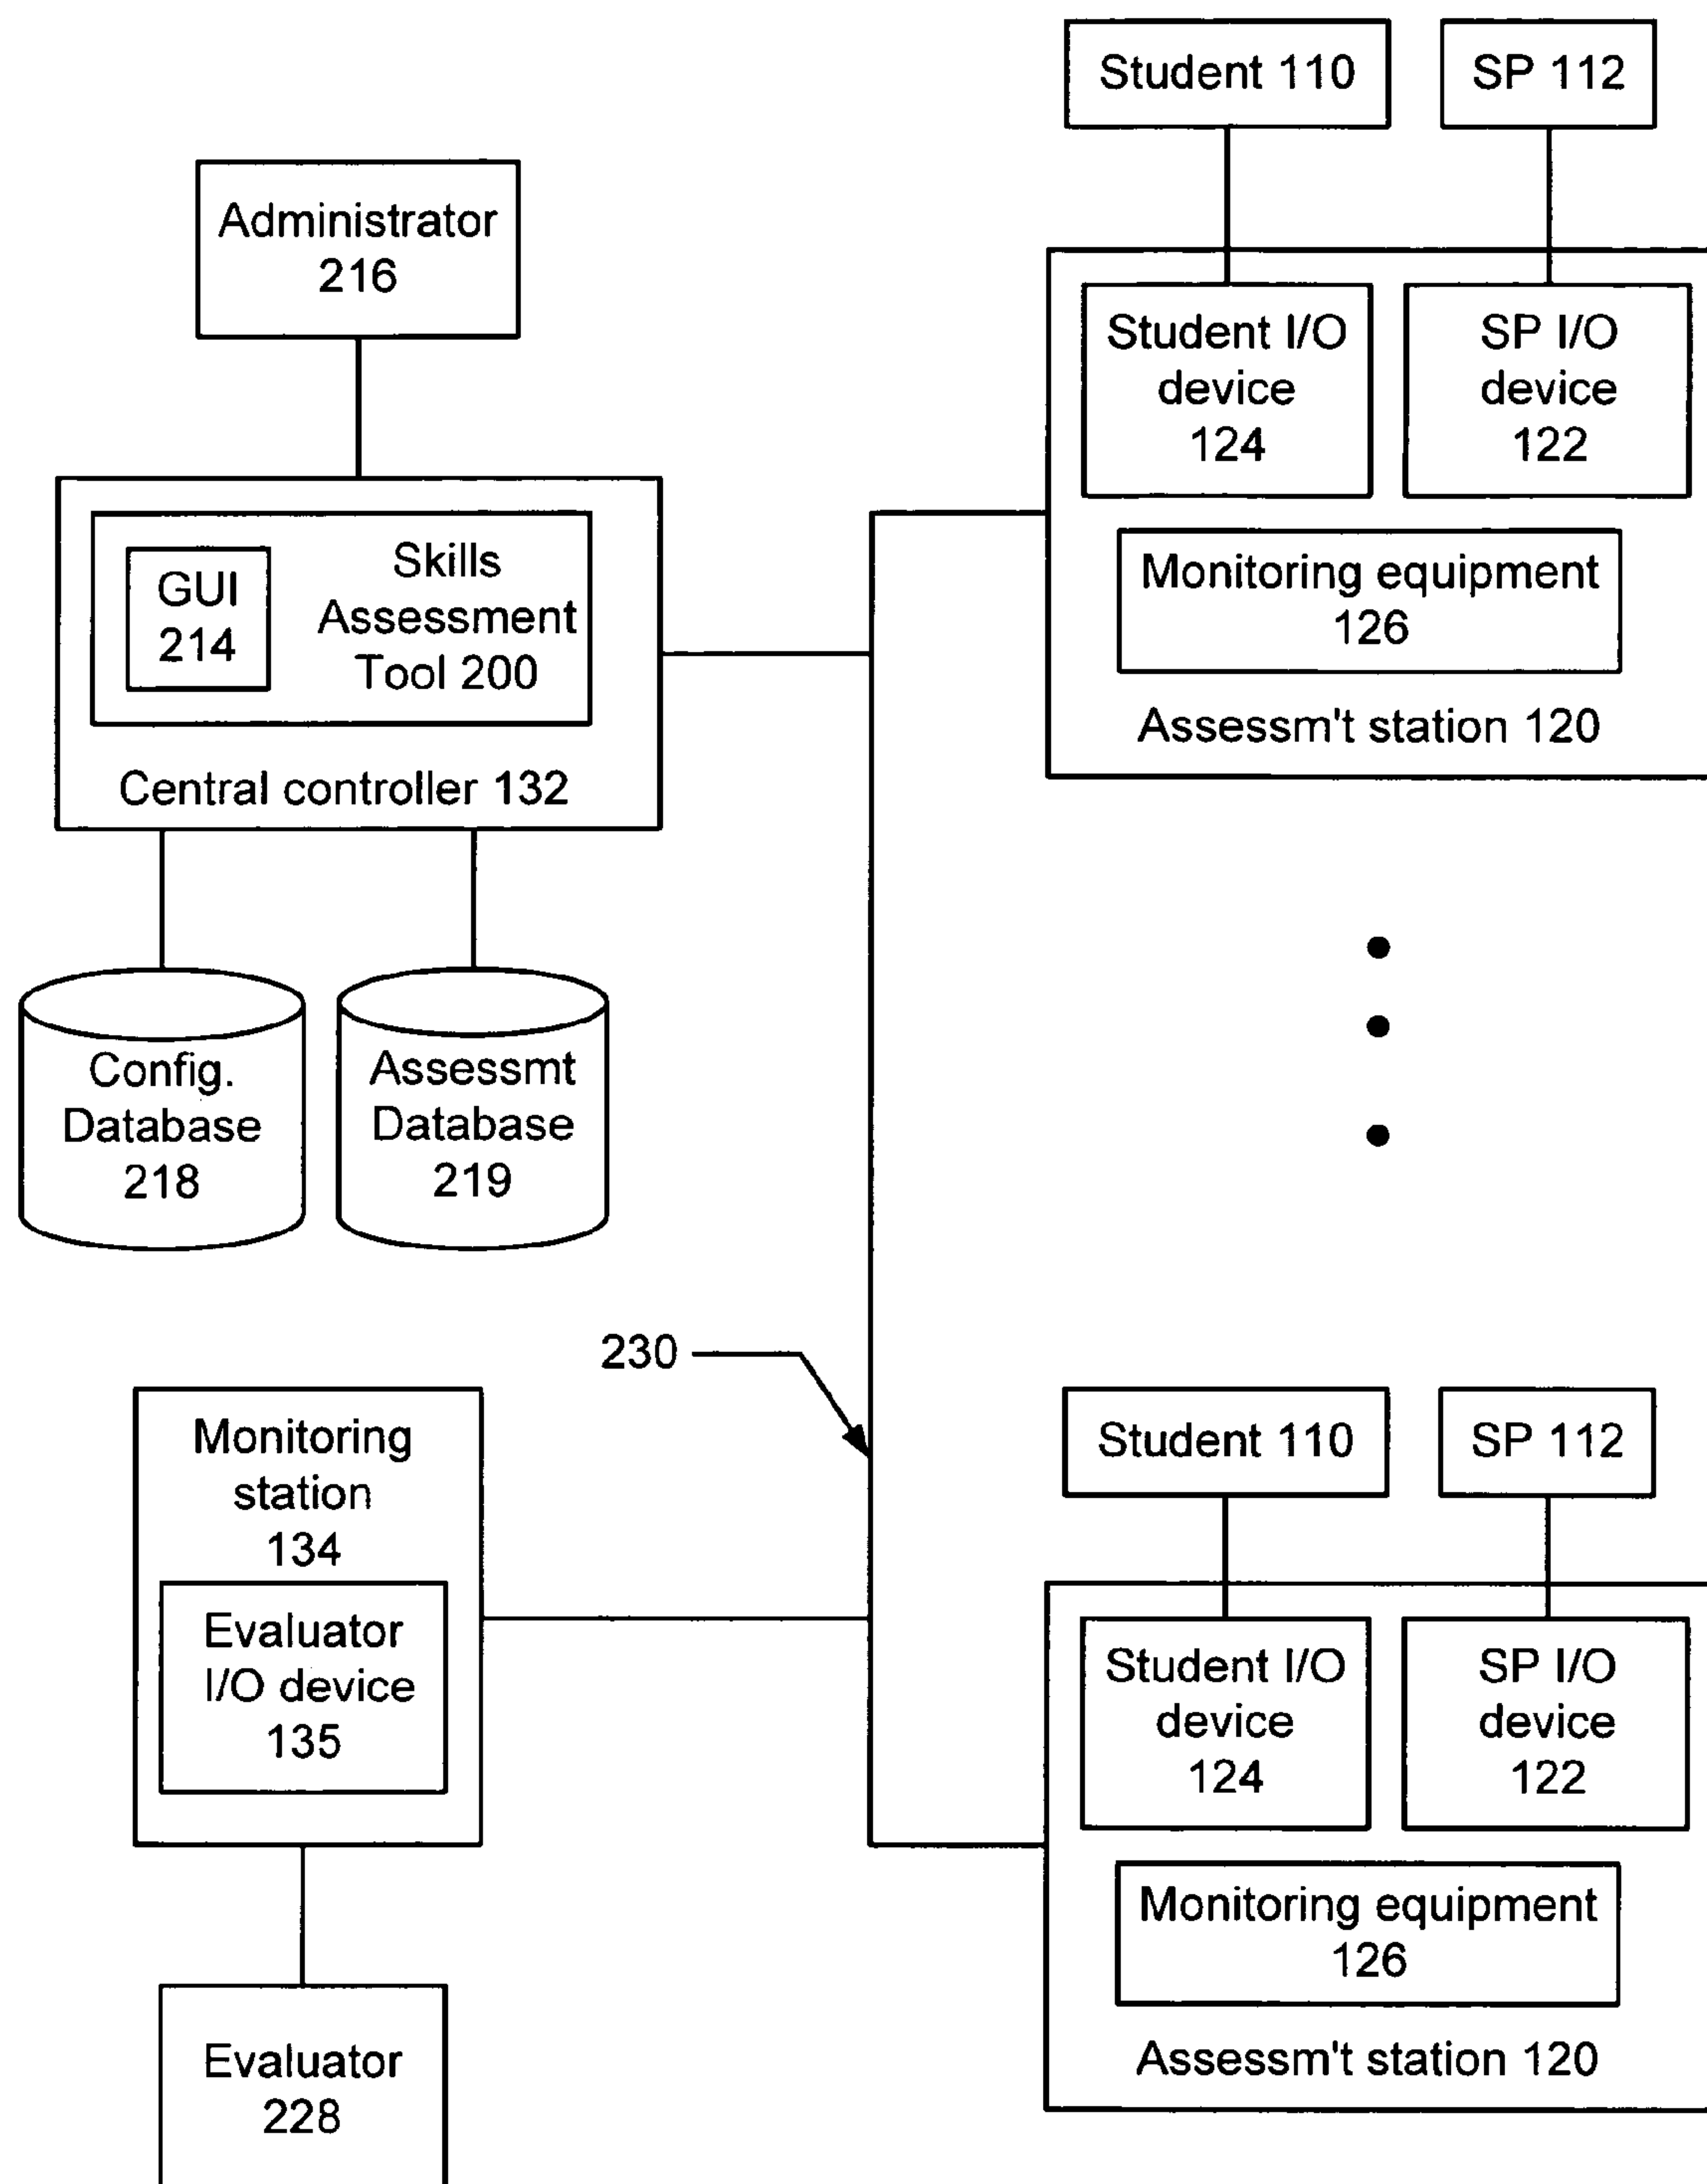 Student 110
SP 112
Administrator
216
Student I/O
device
124
SP I/O
device
122
GUI
214
Skills
Assessment
Tool 200
Monitoring equipment
126
Assessm't station 120
Central controller 132
Config.
Database
218
Assessmt
Database
219
230
Monitoring
station
134
Student 110
SP 112
Evaluator
I/O device
135
Student I/O
device
124
SP I/O
device
122
Monitoring equipment
126
Assessm't station 120
Evaluator
228